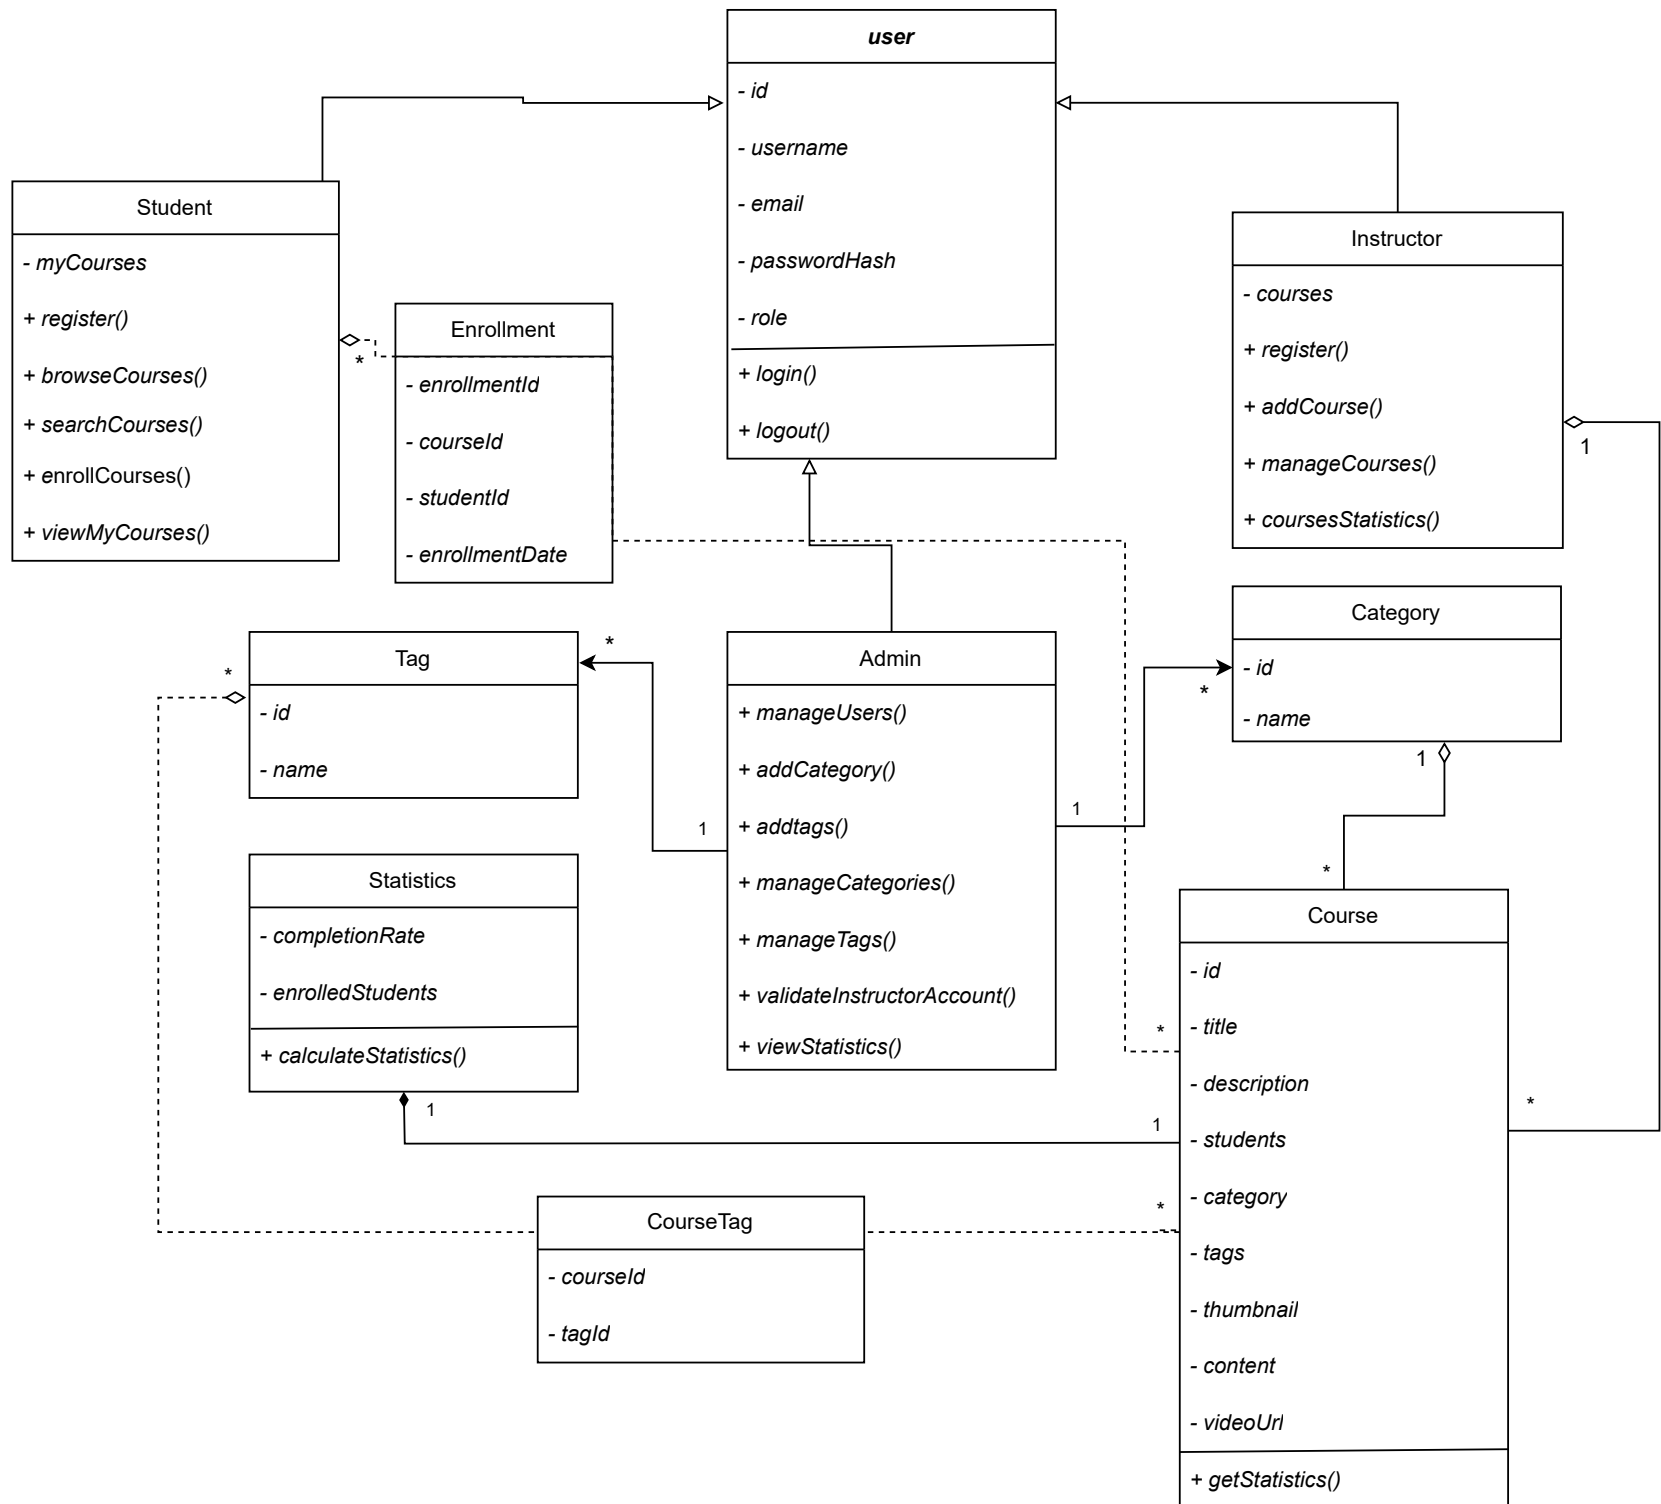 user
- id
- username
- email
- passwordHash
- role
+ login()
+ logout()
Student
- myCourses
+ register()
+ browseCourses()
+ searchCourses()
+ enrollCourses()
+ viewMyCourses()
*
Enrollment
- enrollmentId
- courseId
- studentId
- enrollmentDate
Instructor
- courses
+ register()
+ addCourse()
+ manageCourses()
+ coursesStatistics()
1
*
Tag
- id
- name
*
1
Admin
+ manageUsers()
+ addCategory()
+ addtags()
+ manageCategories()
+ manageTags()
+ validateInstructorAccount()
+ viewStatistics()
1
*
Category
- id
- name
1
*
Statistics
- completionRate
- enrolledStudents
+ calculateStatistics()
1
1
Course
- id
- title
- description
- students
- category
- tags
- thumbnail
- content
- videoUrl
+ getStatistics()
*
*
*
CourseTag
- courseId
- tagId